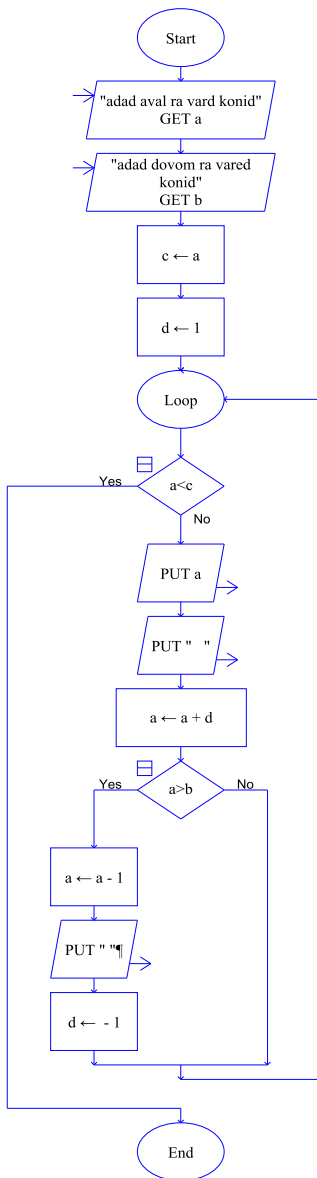 Start
"adad aval ra vard konid"
GET a
"adad dovom ra vared
konid"
GET b
c ← a
d ← 1
Loop
Yes
a<c
No
PUT a
PUT "   "
a ← a + d
Yes
a>b
No
a ← a - 1
PUT " "¶
d ← - 1
End